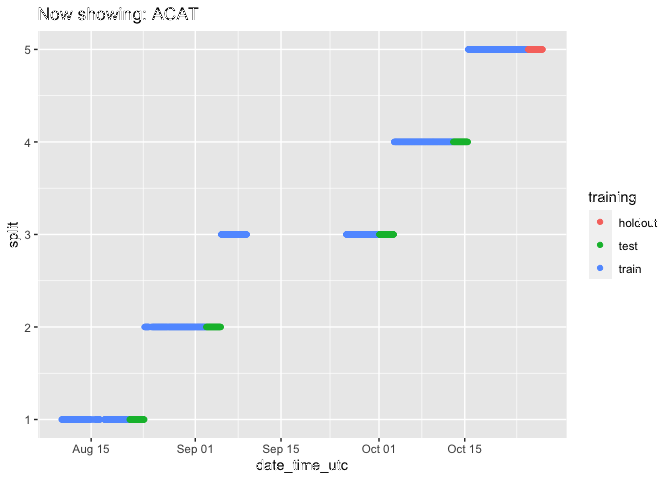 Now showing: ACAT
5
4
3
2
1
split
Aug 15
Sep 01
Sep 15
Oct 01
Oct 15
date_time_utc
training
holdout
test
train